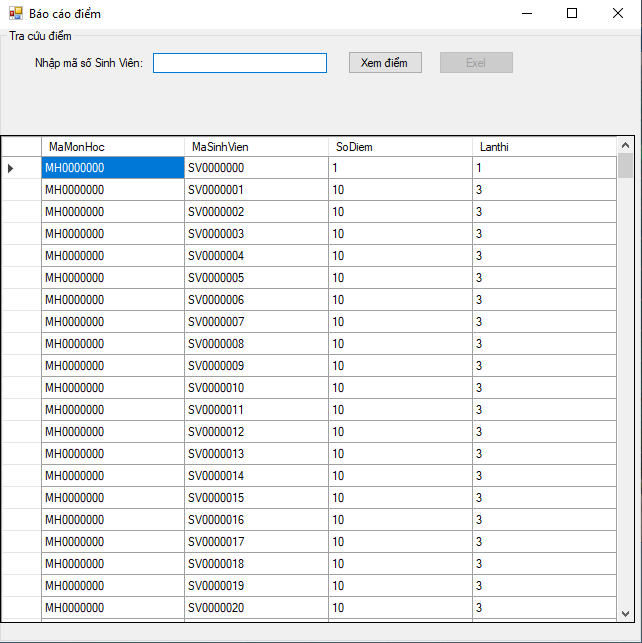 Báo cáo điểm
Tra cứu điểm
Nhập mã số Sinh Viên: Xem điểm Exel
MaMonHoc MaSinhVien SoDiem Lanthi
MH0000000 SV0000000 1 1
MH0000000 SV0000001 10 3
MH0000000 SV0000002 10 3
MH0000000 SV0000003 10 3
MH0000000 SV0000004 10 3
MH0000000 SV0000005 10 3
MH0000000 SV0000006 10 3
MH0000000 SV0000007 10 3
MH0000000 SV0000008 10 3
MH0000000 SV0000009 10 3
MH0000000 SV0000010 10 3
MH0000000 SV0000011 10 3
MH0000000 SV0000012 10 3
MH0000000 SV0000013 10 3
MH0000000 SV0000014 10 3
MH0000000 SV0000015 10 3
MH0000000 SV0000016 10 3
MH0000000 SV0000017 10 3
MH0000000 SV0000018 10 3
MH0000000 SV0000019 10 3
MH0000000 SV0000020 10 3